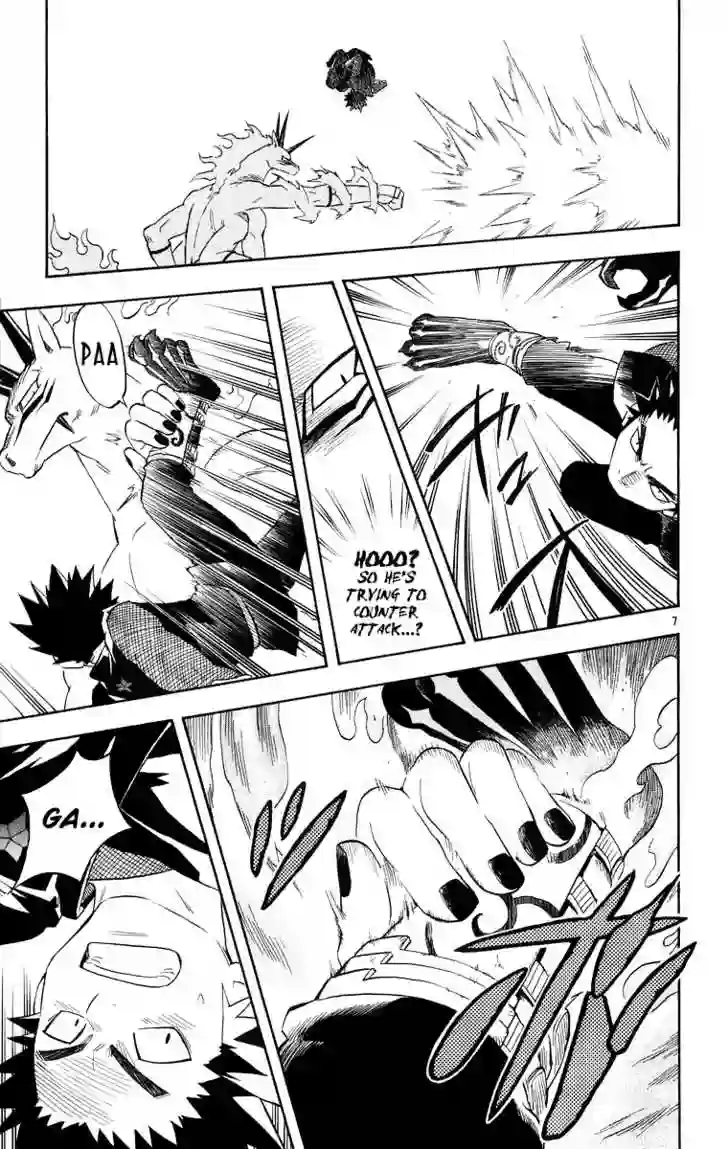 HOOO?
SO HE'S
TRYING TO
COUNTER
ATTACK...?
PAA
7
GA...